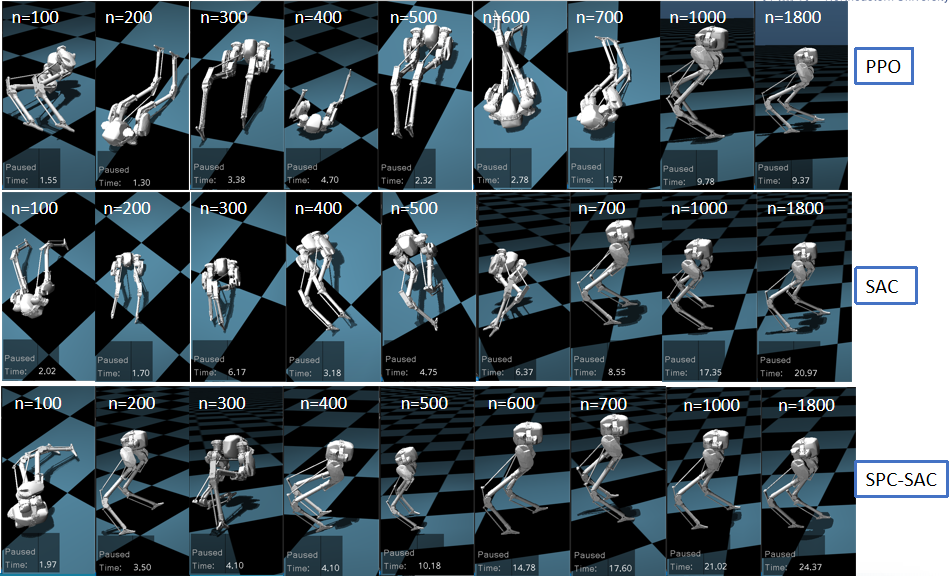 n=100 n=200 n=300 n=400 n=500 n=600 n=700 n=1000 n=1800
PPO
Paused Paused Paused Paused Paused Paused Paused Paused Paused
Time: 1.55 Time: 1.30 Time: 3.38 Time: 4.70 Time: 2.32 Time: 2.78 Time: 1.57 Time: 9.78 Time: 9.37
n=100 n=200 n=300 n=400 n=500 n=700 n=1000 n=1800
SAC
Paused Paused Paused Paused Paused Paused Paused Paused Paused
Time: 2.02 Time: 1.70 Time: 6.17 Time: 3.18 Time: 4.75 Time: 6.37 Time: 8.55 Time: 17.35 Time: 20.97
n=100 n=200 n=300 n=400 n=500 n=600 n=700 n=1000 n=1800
SPC-SAC
Paused Paused Paused Paused Paused Paused Paused Paused Paused
Time: 1.97 Time: 3.50 Time: 4.10 Time: 4.10 Time: 10.18 Time: 14.78 Time: 17.60 Time: 21.02 Time: 24.37